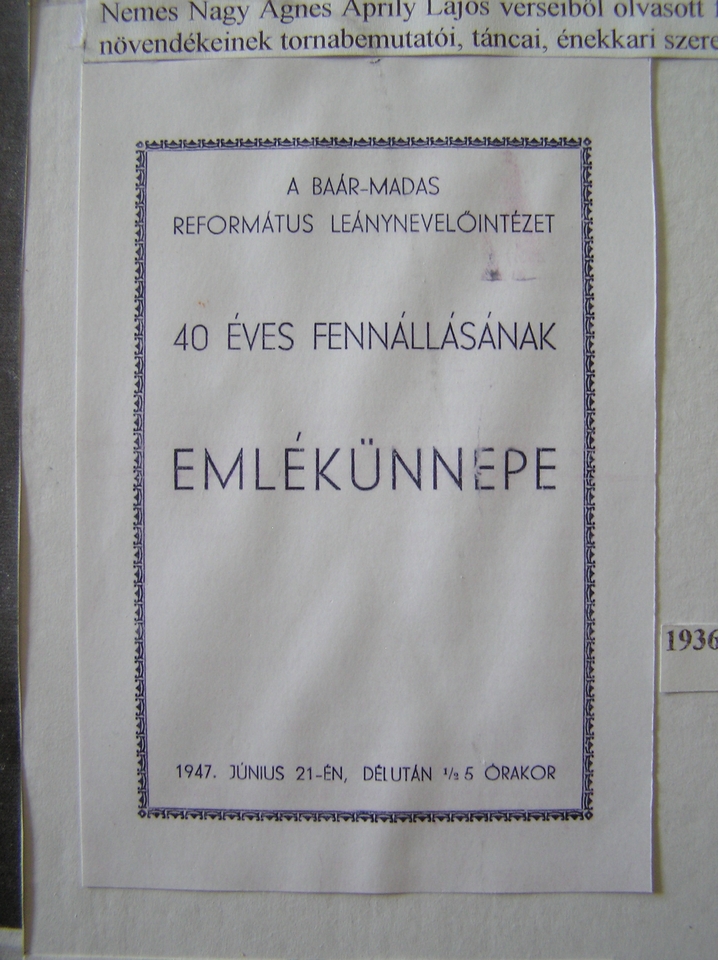 Nemes Nagy Ágnes Áprily Lajos verseiből olvasott
növendékeinek tornabemutatói, táncai, énekkari szere
A BAÁR-MADAS
REFORMÁTUS LEÁNYNEVELŐINTÉZET
40 ÉVES FENNÁLLÁSÁNAK
EMLÉKÜNNEPE
1936
1947. JÚNIUS 21-ÉN, DÉLUTÁN ½ 5 ÓRAKOR